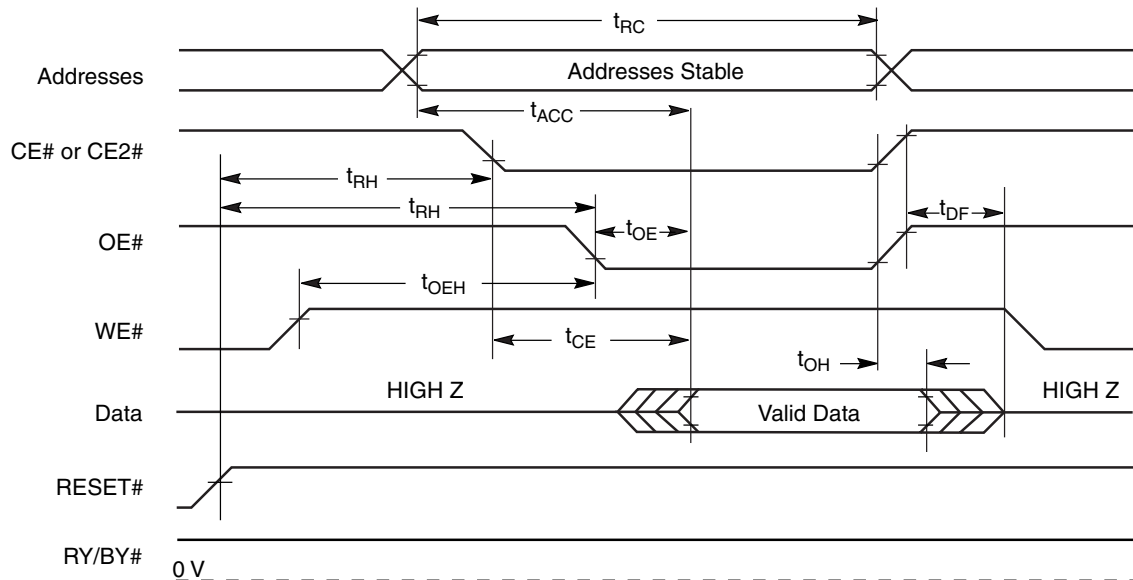 tRC
Addresses
Addresses Stable
tACC
CE# or CE2#
tRH
tRH
tOE
tDF
OE#
tOEH
WE#
tCE
tOH
HIGH Z
HIGH Z
Data
Valid Data
RESET#
RY/BY#
0 V